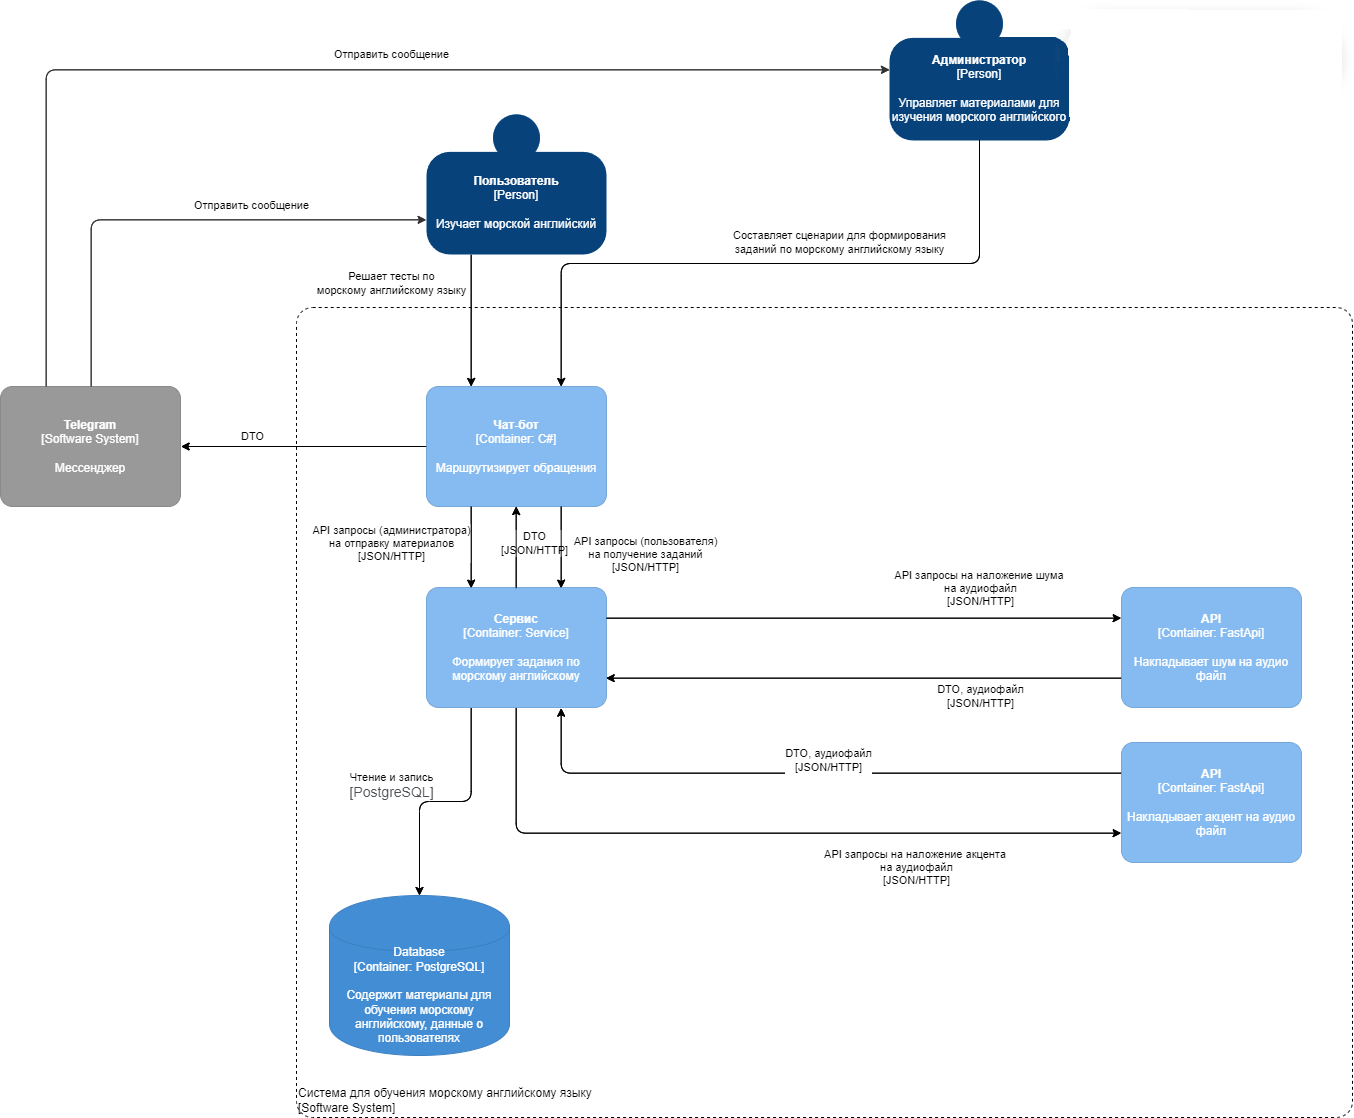 Отправить сообщение
Администратор
[Person]
Управляет материалами для
изучения морского английского
Пользователь
[Person]
Изучает морской английский
Отправить сообщение
Составляет сценарии для формирования
заданий по морскому английскому языку
Решает тесты по
морскому английскому языку
Telegram
[Software System]
Мессенджер
DTO
Чат-бот
[Container: C#]
Маршрутизирует обращения
API запросы (администратора)
на отправку материалов
[JSON/HTTP]
DTO
[JSON/HTTP]
API запросы (пользователя)
на получение заданий
[JSON/HTTP]
Сервис
[Container: Service]
Формирует задания по
морскому английскому
API запросы на наложение шума
на аудиофайл
[JSON/HTTP]
API
[Container: FastApi]
Накладывает шум на аудио
файл
DTO, аудиофайл
[JSON/HTTP]
DTO, аудиофайл
[JSON/HTTP]
API
[Container: FastApi]
Накладывает акцент на аудио
файл
API запросы на наложение акцента
на аудиофайл
[JSON/HTTP]
Чтение и запись
[PostgreSQL]
Database
[Container: PostgreSQL]
Содержит материалы для
обучения морскому
английскому, данные о
пользователях
Система для обучения морскому английскому языку
[Software System]